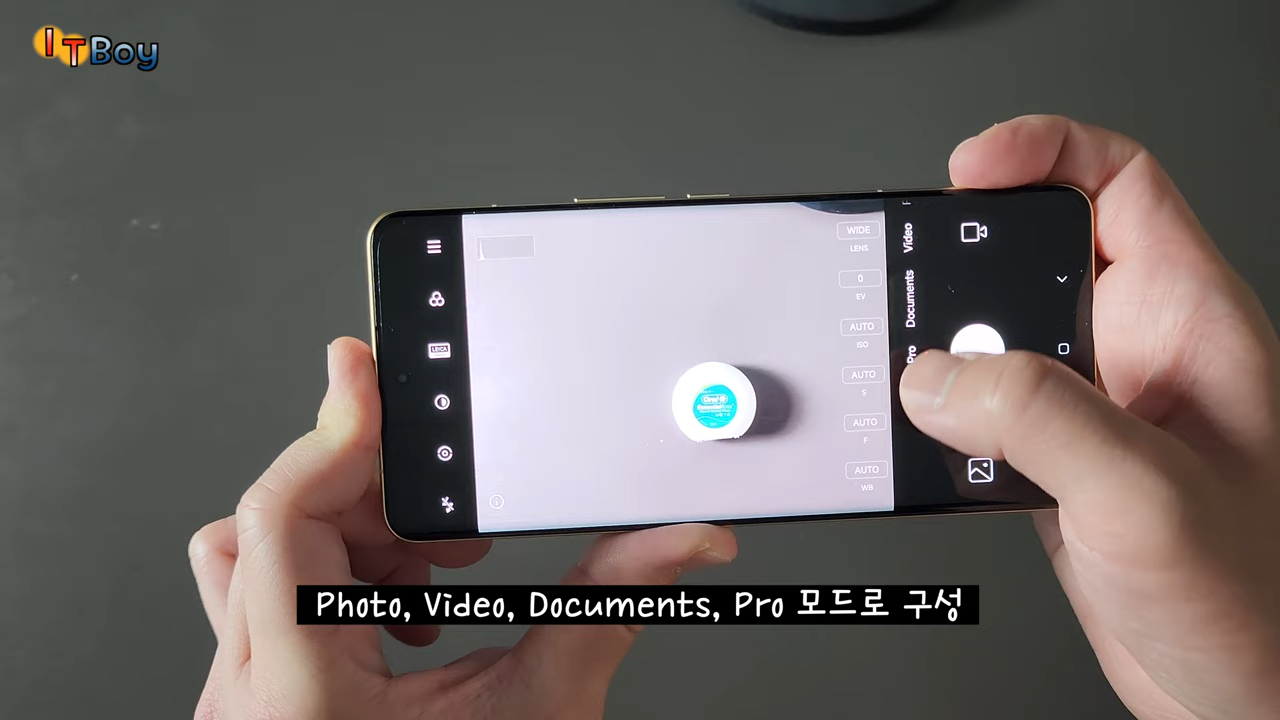 ITBoy
WIDE
LENS
0
EV
AUTO
ISO
AUTO
S
AUTO
F
AUTO
WB
LEICA
Video
Documents
Pro
Oral-B
Photo, Video, Documents, Pro 모드로 구성